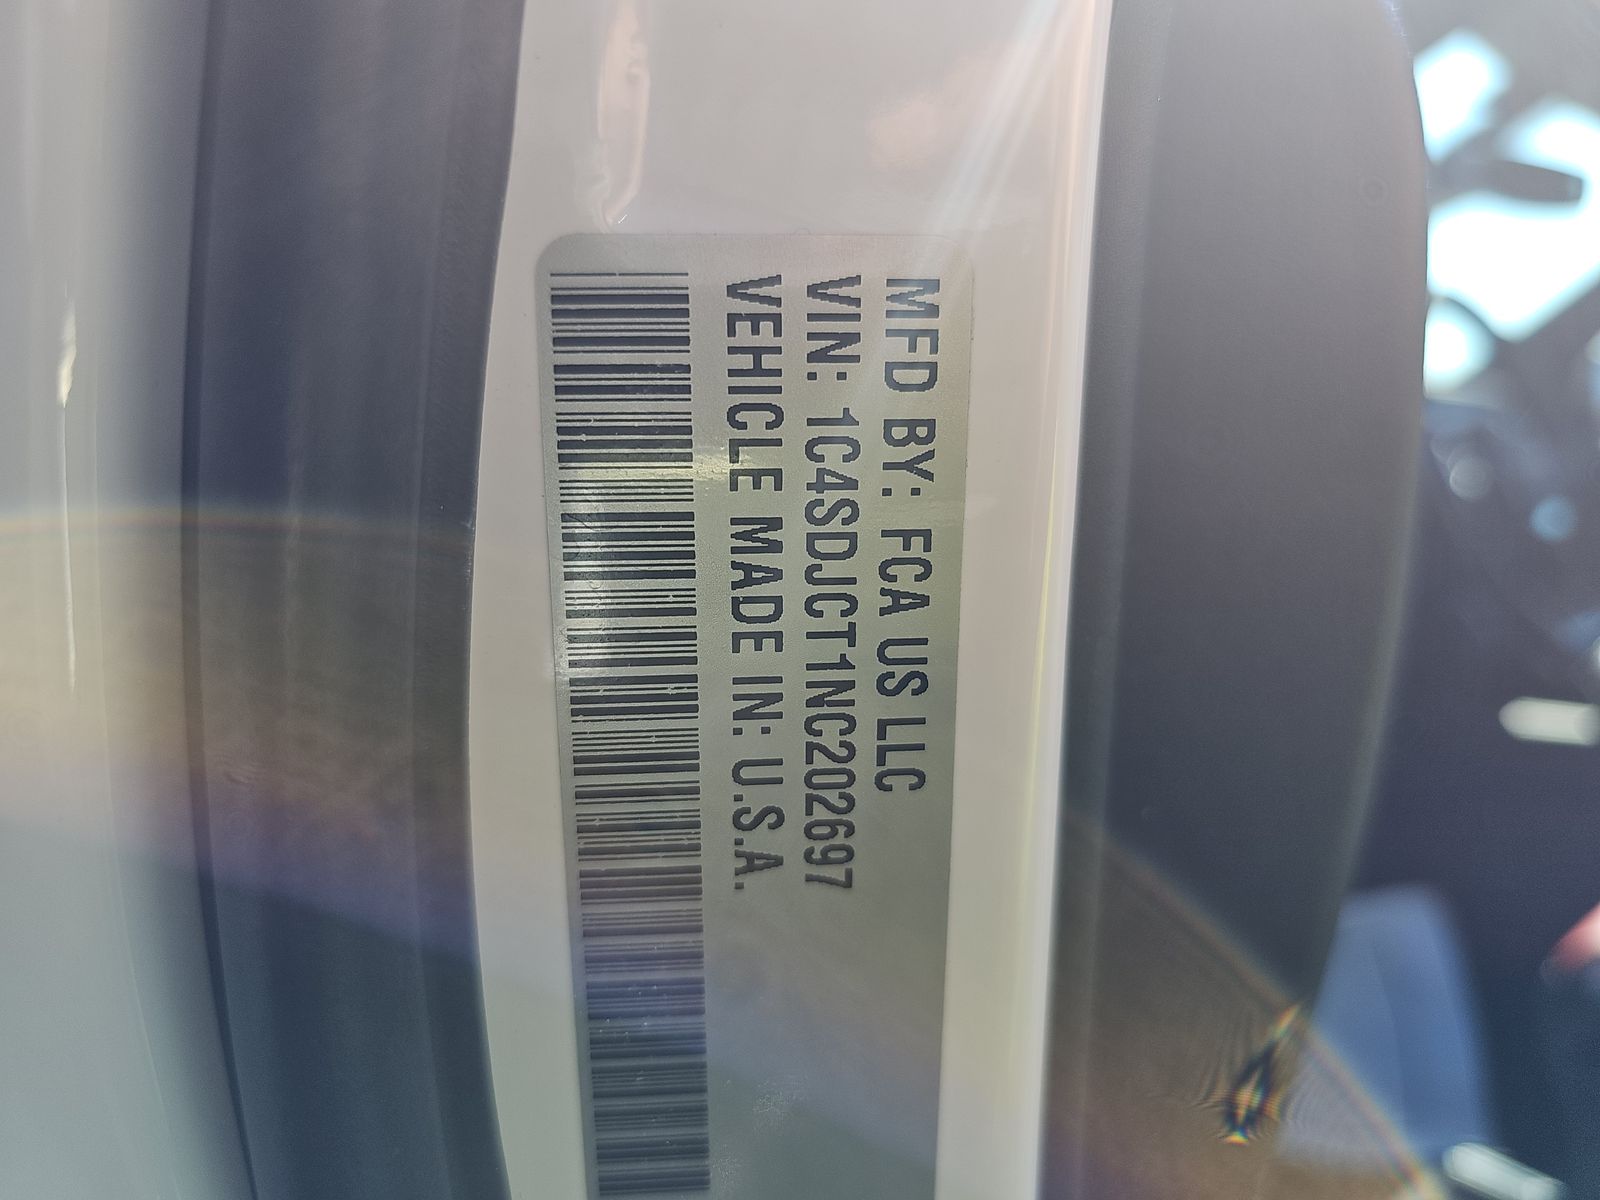 MFD BY: FCA US LLC
VIN: 1C4SDJCT1NC202697
VEHICLE MADE IN: U.S.A.